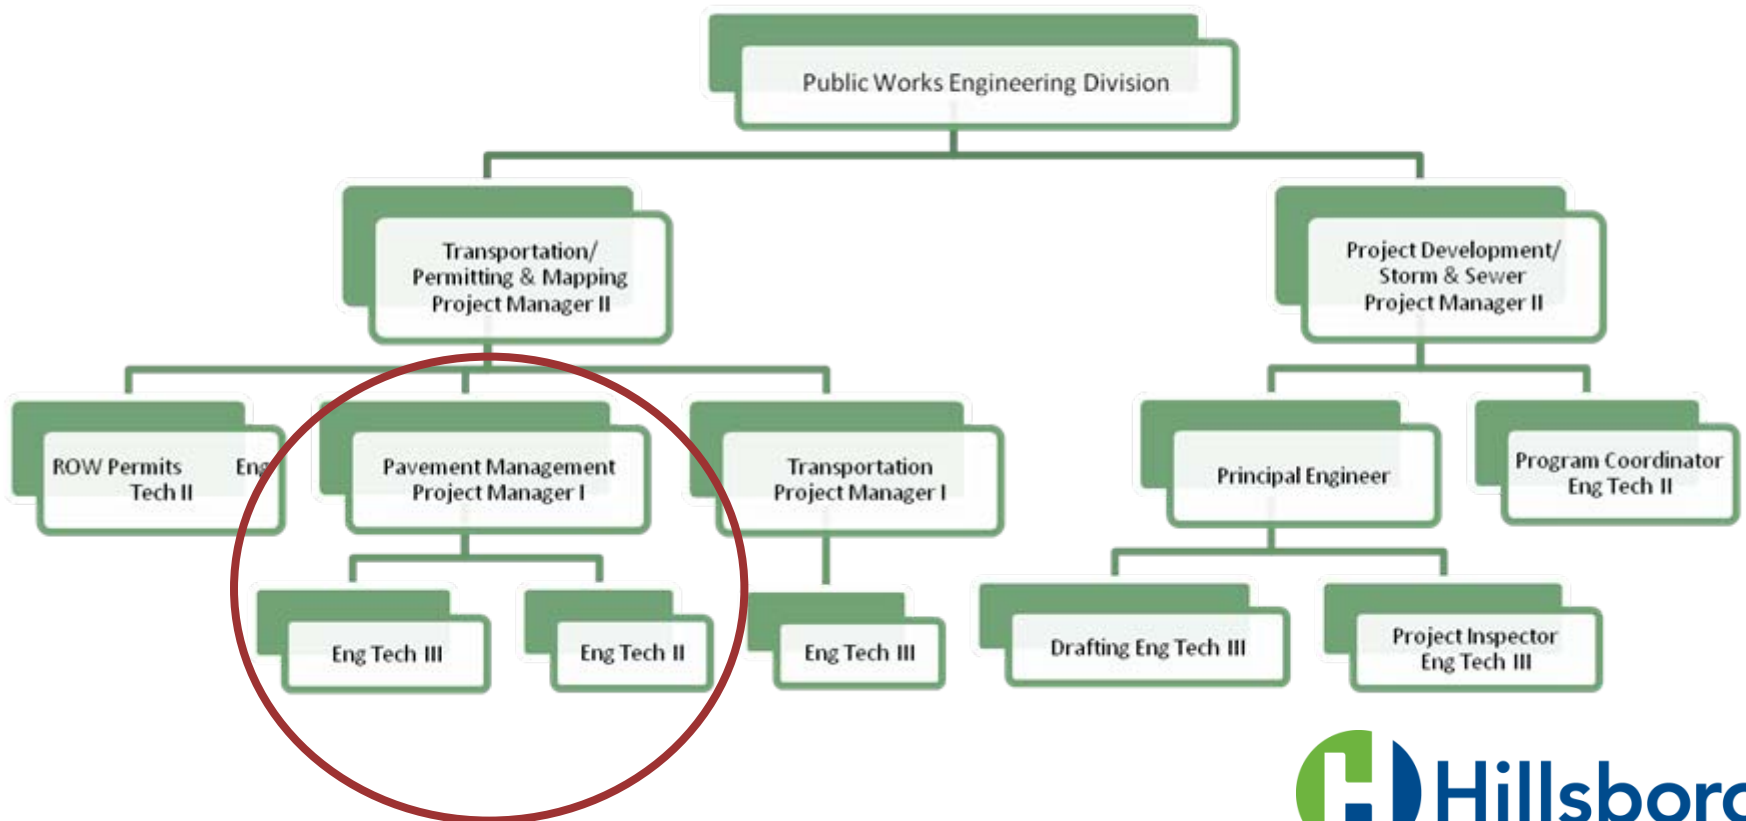 Public Works Engineering Division
Transportation/
Permitting & Mapping
Project Manager II
Project Development/
Storm & Sewer
Project Manager II
ROW Permits Eng
Tech II
Pavement Management
Project Manager I
Transportation
Project Manager I
Principal Engineer
Program Coordinator
Eng Tech II
Eng Tech III
Eng Tech II
Eng Tech III
Drafting Eng Tech III
Project Inspector
Eng Tech III
Hillsboro